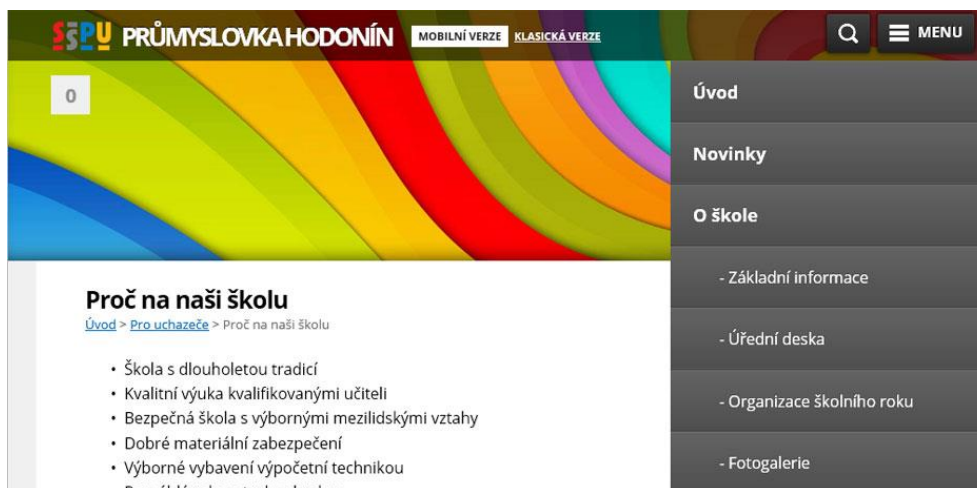 SŠPU PRŮMYSLOVKA HODONÍN MOBILNÍ VERZE KLASICKÁ VERZE MENU
0
Úvod
Novinky
O škole
- Základní informace
- Úřední deska
- Organizace školního roku
- Fotogalerie
Proč na naši školu
Úvod > Pro uchazeče > Proč na naši školu
• Škola s dlouholetou tradicí
• Kvalitní výuka kvalifikovanými učiteli
• Bezpečná škola s výbornými mezilidskými vztahy
• Dobré materiální zabezpečení
• Výborné vybavení výpočetní technikou